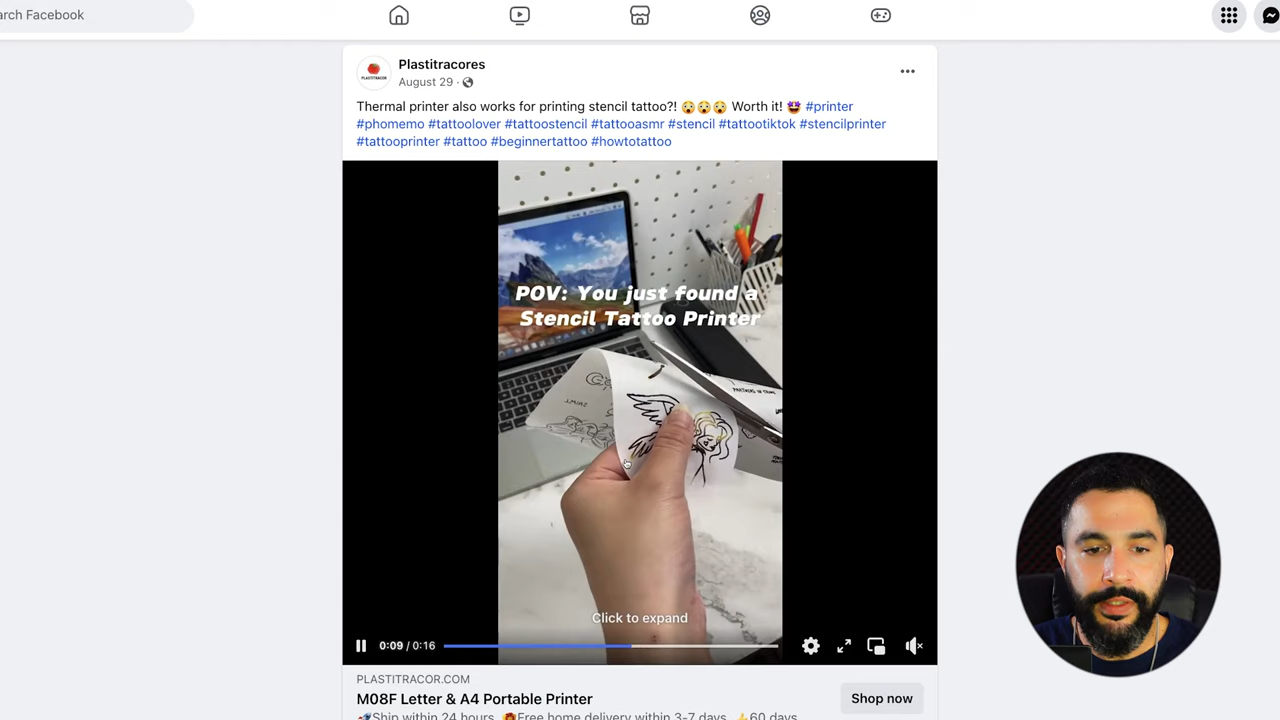 arch Facebook
Plastitracores
August 29 ·
Thermal printer also works for printing stencil tattoo?! 😲😲😲 Worth it! 🤩 #printer
#phomemo #tattoolover #tattoostencil #tattooasmr #stencil #tattootiktok #stencilprinter
#tattooprinter #tattoo #beginnertattoo #howtotattoo
POV: You just found a
Stencil Tattoo Printer
PARTNERS IN CRIME
Click to expand
0:09 / 0:16
PLASTITRACOR.COM
M08F Letter & A4 Portable Printer
Shop now
🚀Ship within 24 hours 🎁Free home delivery within 3-7 days 👍60 days